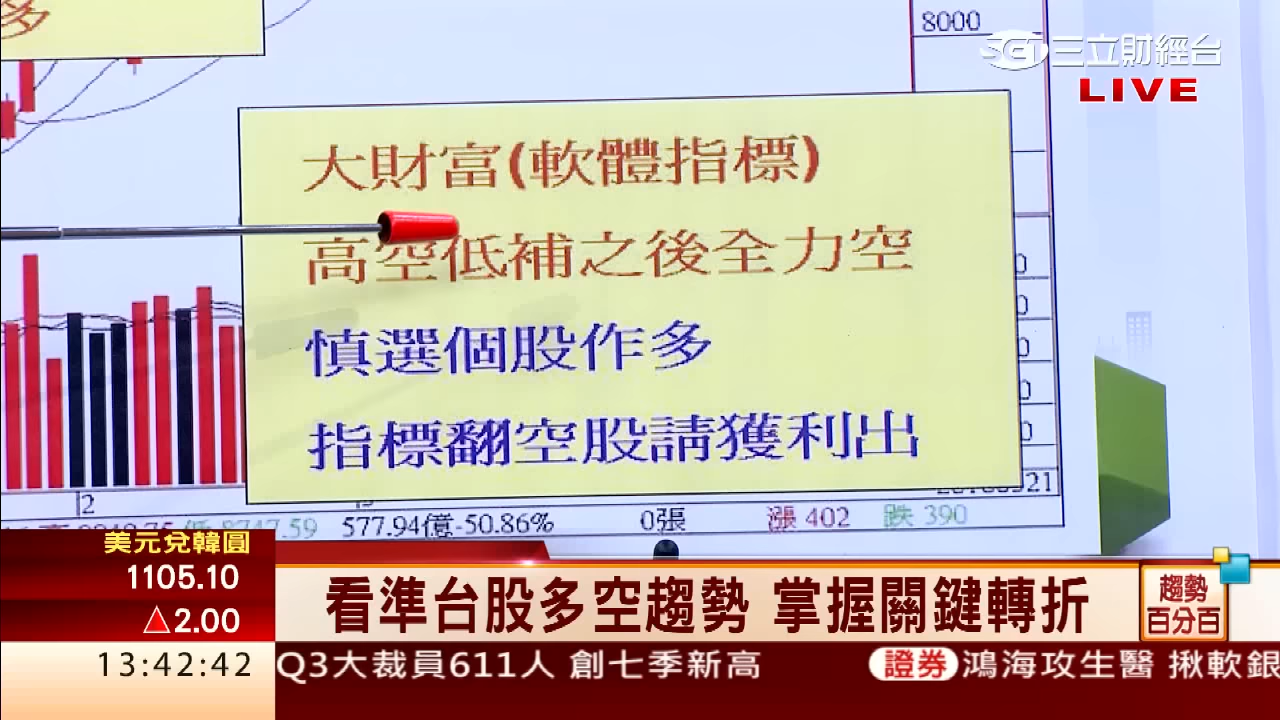 多
8000
三立財經台
LIVE
大財富(軟體指標)
高空低補之後全力空
慎選個股作多
指標翻空股請獲利出
2
577.94億-50.86%
0張
漲 402
跌 390
美元兌韓圓
1105.10
△2.00
13:42:42
看準台股多空趨勢 掌握關鍵轉折
趨勢
百分百
Q3大裁員611人 創七季新高
證券 鴻海攻生醫 揪軟銀